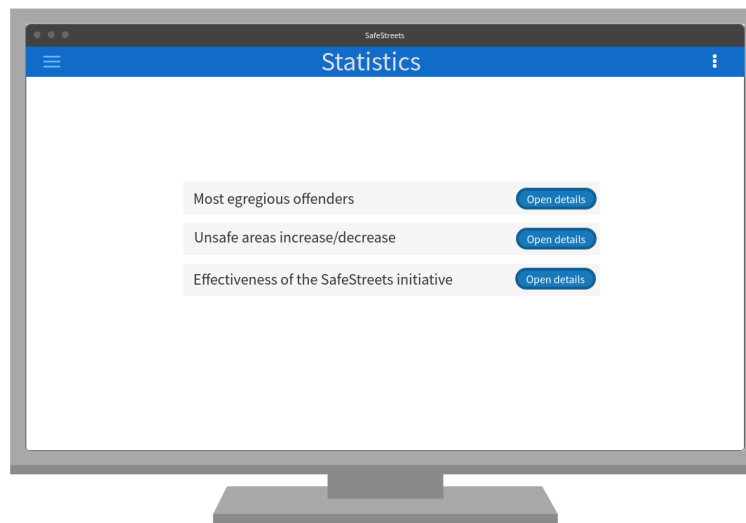 SafeStreets
Statistics
Most egregious offenders
Open details
Unsafe areas increase/decrease
Open details
Effectiveness of the SafeStreets initiative
Open details